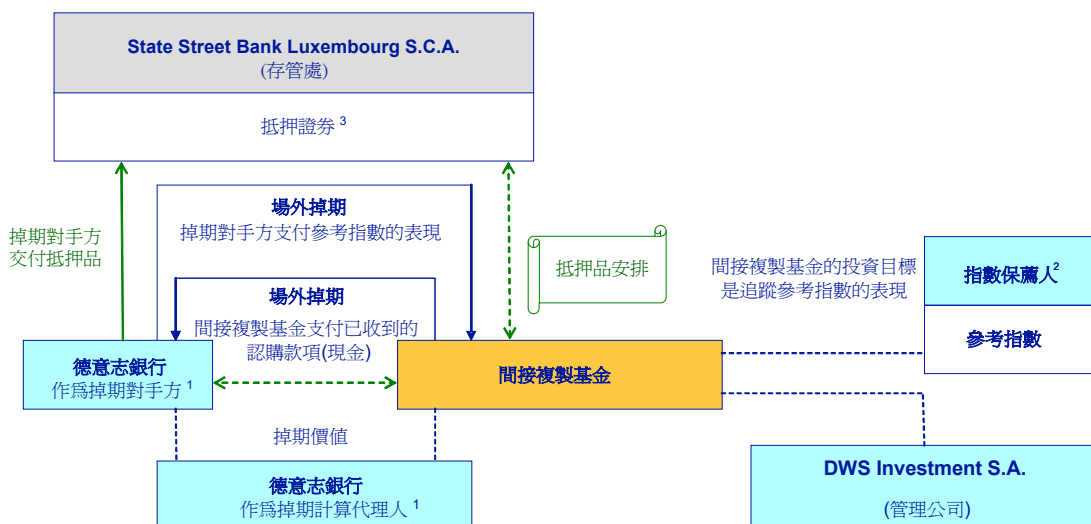 State Street Bank Luxembourg S.C.A.
(存管處)
抵押證券 3
場外掉期
掉期對手方支付參考指數的表現
掉期對手方
交付抵押品
抵押品安排
間接複製基金的投資目標
是追蹤參考指數的表現
指數保薦人2
參考指數
場外掉期
間接複製基金支付已收到的
認購款項(現金)
德意志銀行
作爲掉期對手方 1
間接複製基金
掉期價值
德意志銀行
作爲掉期計算代理人 1
DWS Investment S.A.
(管理公司)